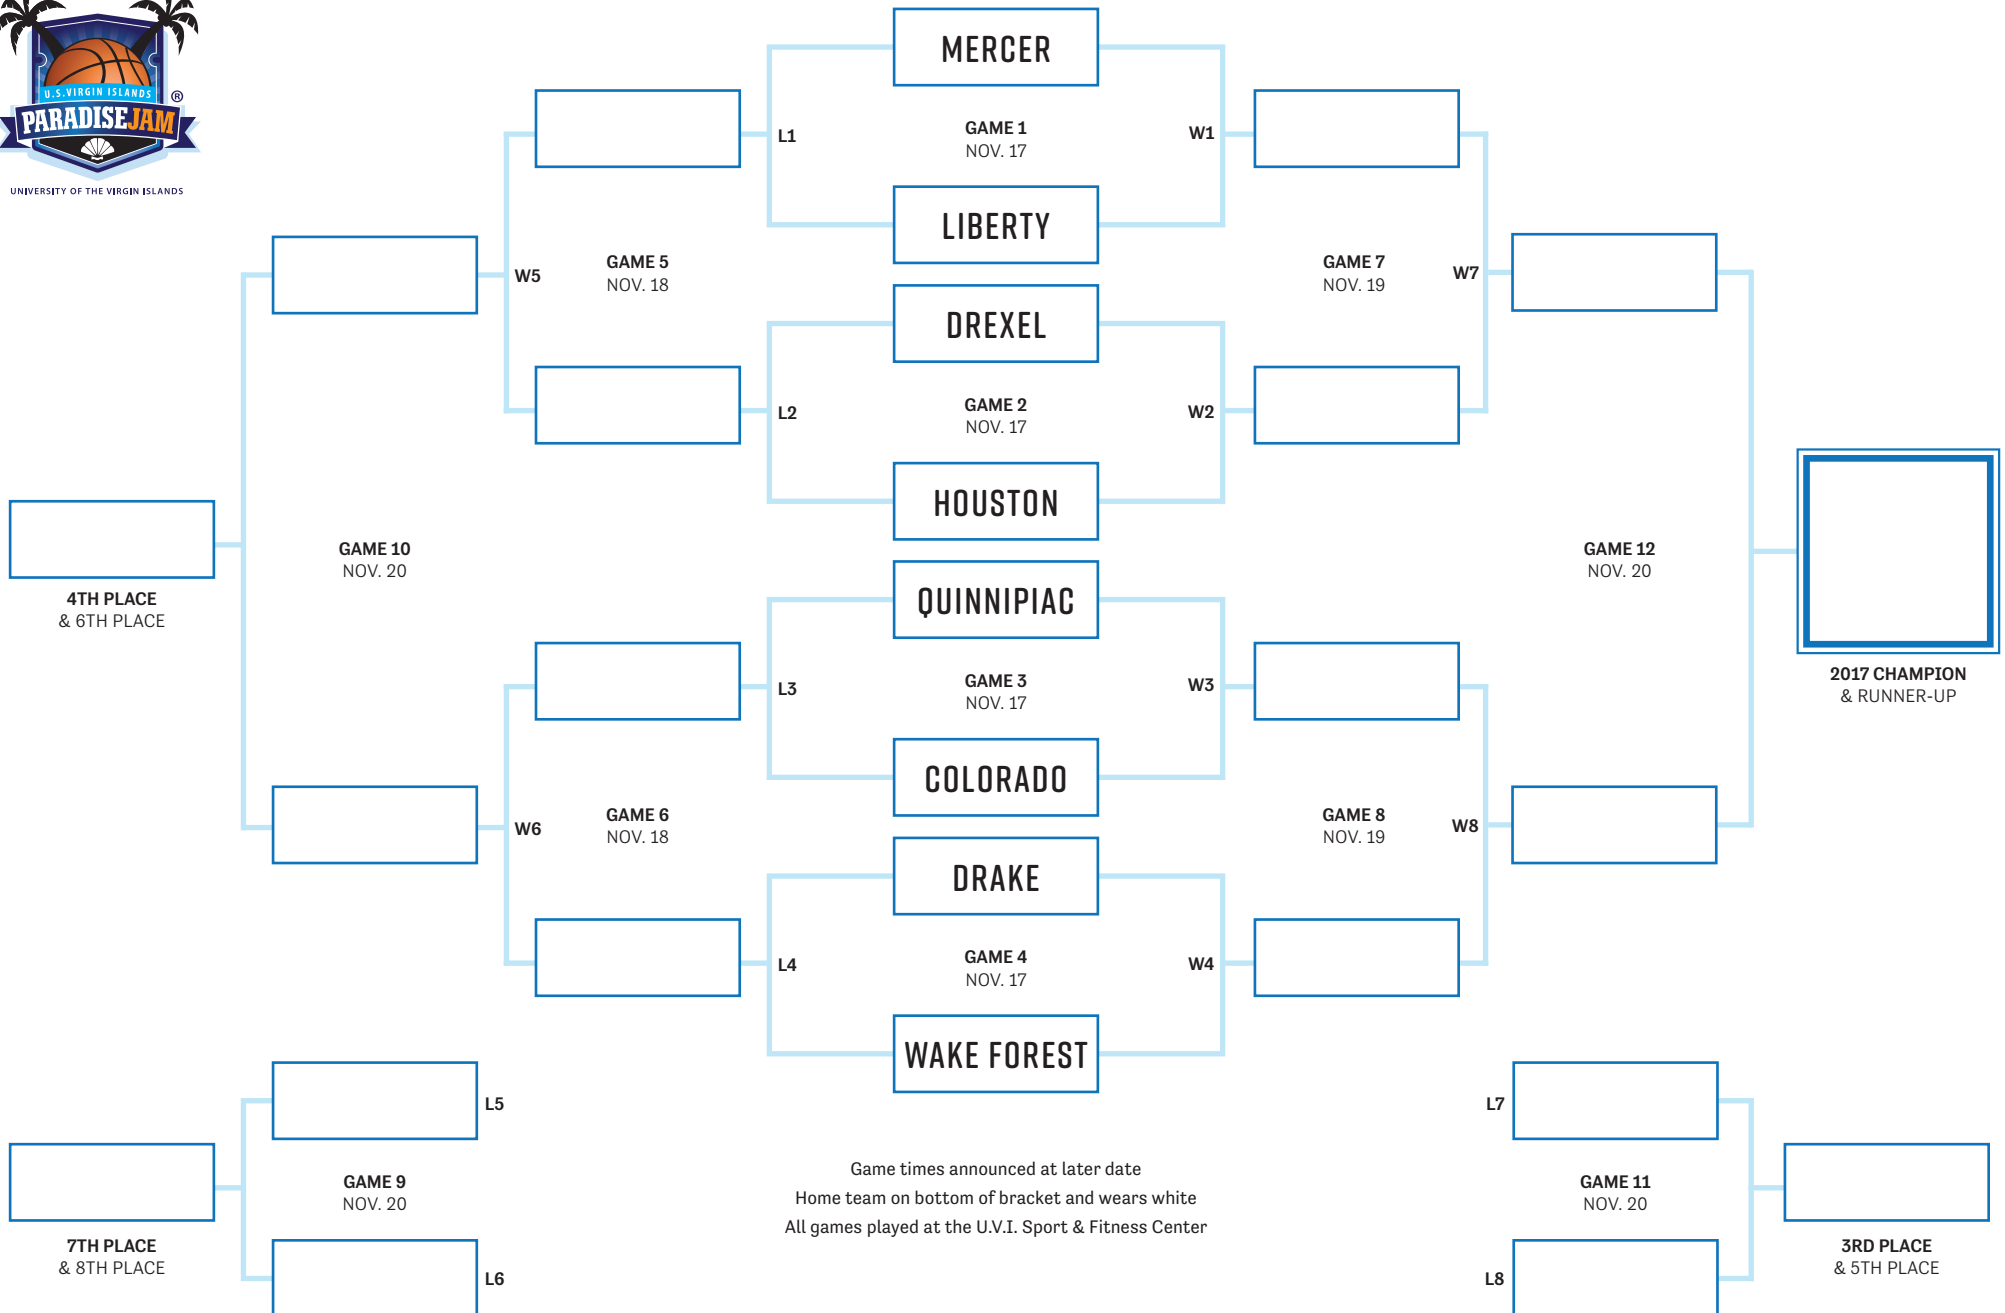 U.S. VIRGIN ISLANDS
PARADISE JAM
®
UNIVERSITY OF THE VIRGIN ISLANDS
MERCER
L1
GAME 1
NOV. 17
W1
LIBERTY
W5
GAME 5
NOV. 18
GAME 7
NOV. 19
W7
DREXEL
L2
GAME 2
NOV. 17
W2
HOUSTON
GAME 10
NOV. 20
GAME 12
NOV. 20
4TH PLACE
& 6TH PLACE
QUINNIPIAC
L3
GAME 3
NOV. 17
W3
2017 CHAMPION
& RUNNER-UP
COLORADO
W6
GAME 6
NOV. 18
GAME 8
NOV. 19
W8
DRAKE
L4
GAME 4
NOV. 17
W4
WAKE FOREST
L5
GAME 9
NOV. 20
7TH PLACE
& 8TH PLACE
L6
Game times announced at later date
Home team on bottom of bracket and wears white
All games played at the U.V.I. Sport & Fitness Center
L7
GAME 11
NOV. 20
3RD PLACE
& 5TH PLACE
L8